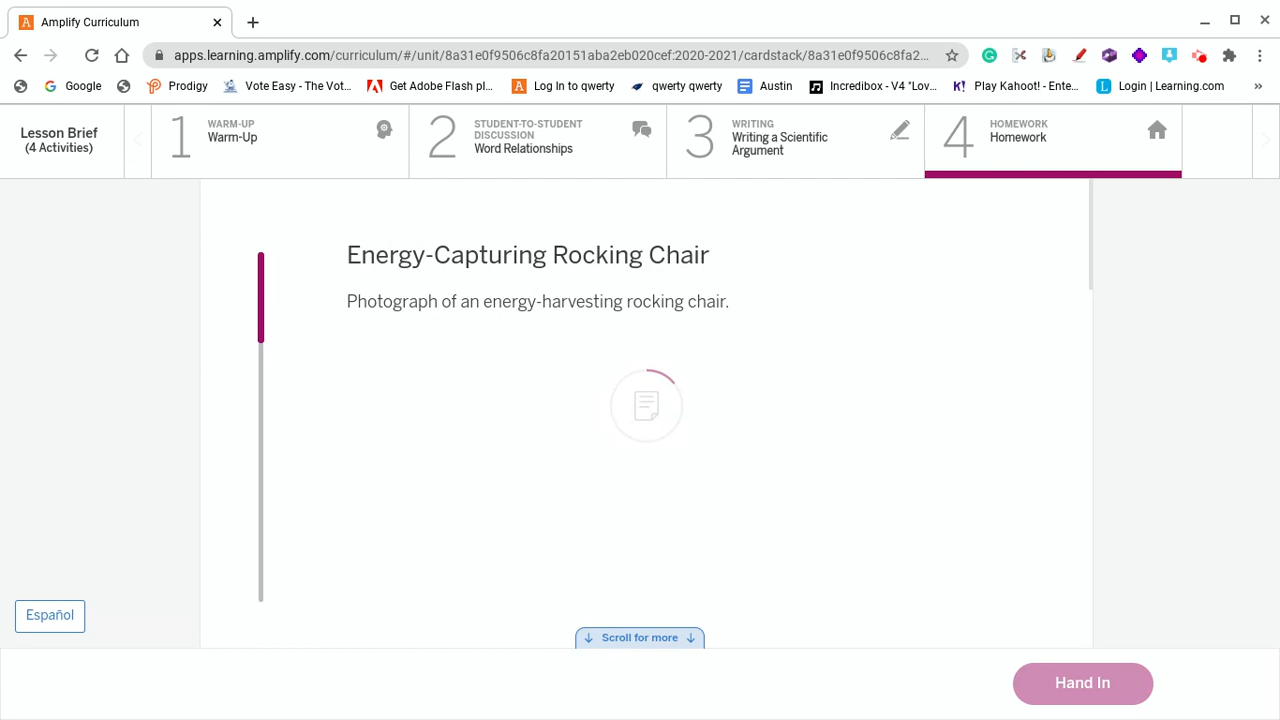 Amplify Curriculum
apps.learning.amplify.com/curriculum/#/unit/8a31e0f9506c8fa20151aba2eb020cef:2020-2021/cardstack/8a31e0f9506c8fa2...
Google
Prodigy
Vote Easy - The Vot...
Get Adobe Flash pl...
Log In to qwerty
qwerty qwerty
Austin
Incredibox - V4 "Lov...
Play Kahoot! - Ente...
Login | Learning.com
»
Lesson Brief
(4 Activities)
1
WARM-UP
Warm-Up
2
STUDENT-TO-STUDENT
DISCUSSION
Word Relationships
3
WRITING
Writing a Scientific
Argument
4
HOMEWORK
Homework
Energy-Capturing Rocking Chair
Photograph of an energy-harvesting rocking chair.
Español
↓ Scroll for more ↓
Hand In